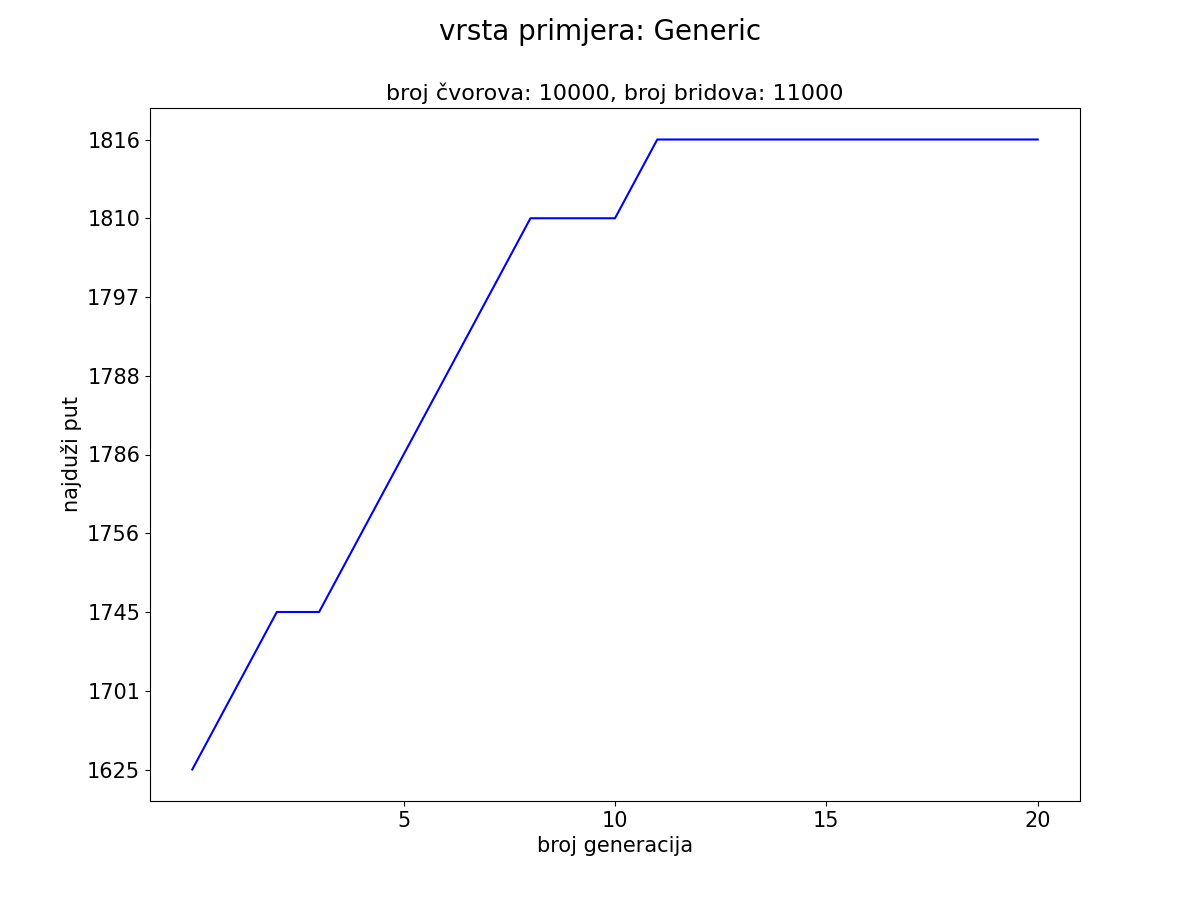 vrsta primjera: Generic
broj čvorova: 10000, broj bridova: 11000
najduži put
1816
1810
1797
1788
1786
1756
1745
1701
1625
5 10 15 20
broj generacija